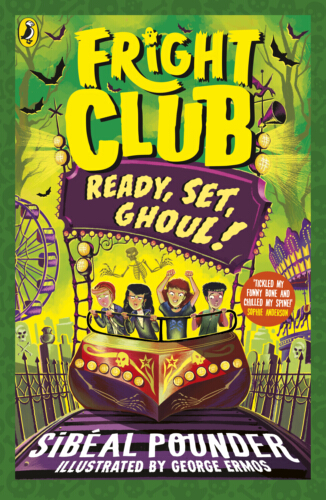 FRIGHT
CLUB
READY, SET,
GHOUL!
'TICKLED MY
FUNNY BONE AND
CHILLED MY SPINE!'
SOPHIE ANDERSON
SIBÉAL POUNDER
ILLUSTRATED BY GEORGE ERMOS